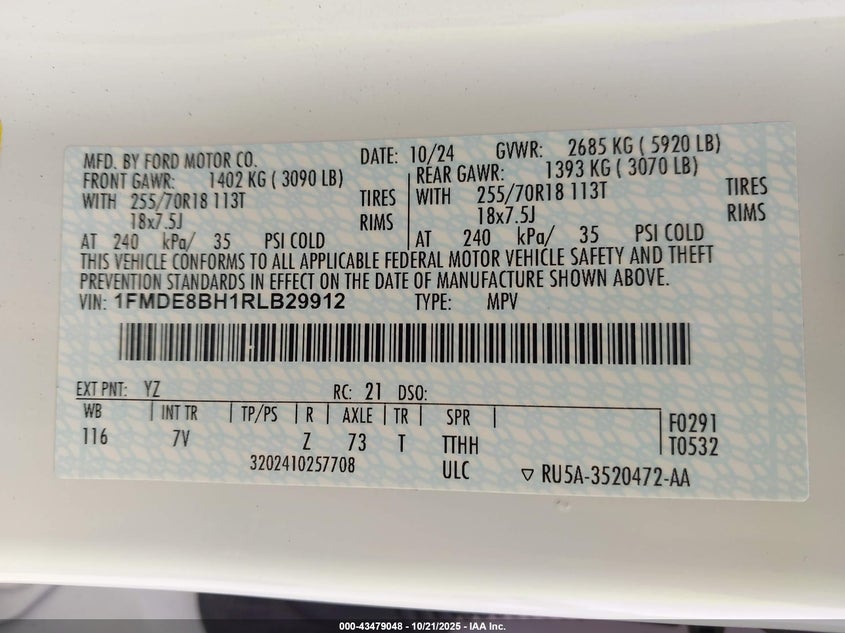 MFD. BY FORD MOTOR CO. DATE: 10/24 GVWR: 2685 KG ( 5920 LB)
FRONT GAWR: 1402 KG ( 3090 LB) REAR GAWR: 1393 KG ( 3070 LB)
WITH 255/70R18 113T TIRES WITH 255/70R18 113T TIRES
18x7.5J RIMS 18x7.5J RIMS
AT 240 kPa/ 35 PSI COLD AT 240 kPa/ 35 PSI COLD
THIS VEHICLE CONFORMS TO ALL APPLICABLE FEDERAL MOTOR VEHICLE SAFETY AND THEFT
PREVENTION STANDARDS IN EFFECT ON THE DATE OF MANUFACTURE SHOWN ABOVE.
VIN: 1FMDE8BH1RLB29912 TYPE: MPV
EXT PNT: YZ RC: 21 DSO:
WB INT TR TP/PS R AXLE TR SPR F0291
116 7V Z 73 T TTHH T0532
3202410257708 ULC ▽ RU5A-3520472-AA
000-43479048 - 10/21/2025 - IAA Inc.